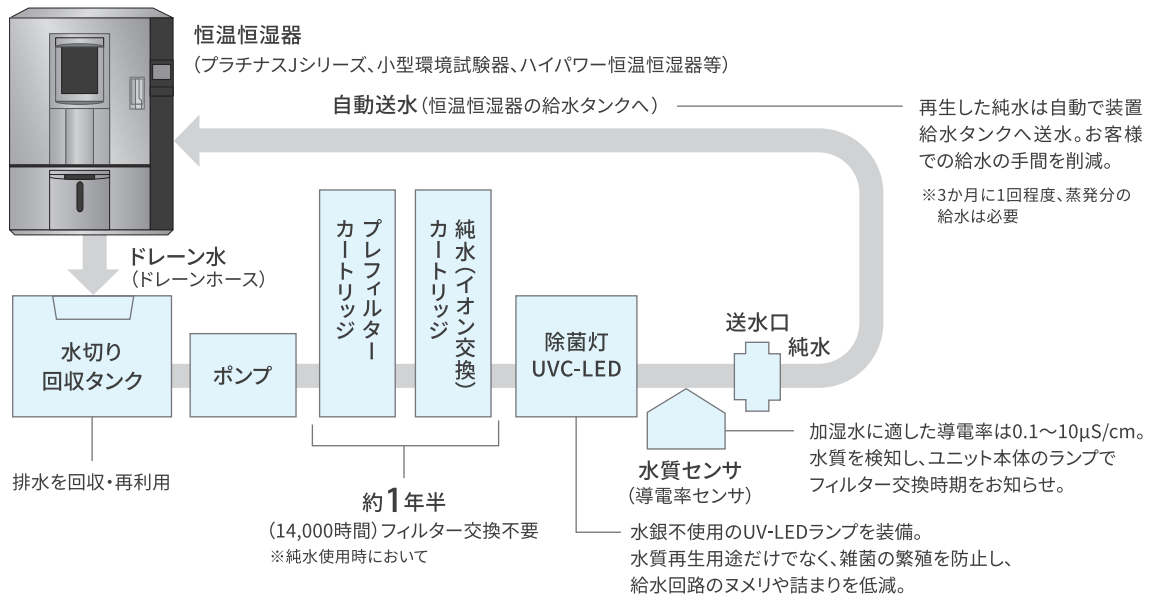 恒温恒湿器
（プラチナスJシリーズ、小型環境試験器、ハイパワー恒温恒湿器等）
自動送水（恒温恒湿器の給水タンクへ）
再生した純水は自動で装置
給水タンクへ送水。お客様
での給水の手間を削減。
※3か月に1回程度、蒸発分の
給水は必要
ドレーン水
（ドレーンホース）
水切り
回収タンク
ポンプ
プレフィルター
カートリッジ
純水（イオン交換）
カートリッジ
除菌灯
UVC-LED
送水口
純水
排水を回収・再利用
約1年半
（14,000時間）フィルター交換不要
※純水使用時において
水質センサ
（導電率センサ）
加湿水に適した導電率は0.1～10μS/cm。
水質を検知し、ユニット本体のランプで
フィルター交換時期をお知らせ。
水銀不使用のUV-LEDランプを装備。
水質再生用途だけでなく、雑菌の繁殖を防止し、
給水回路のヌメリや詰まりを低減。